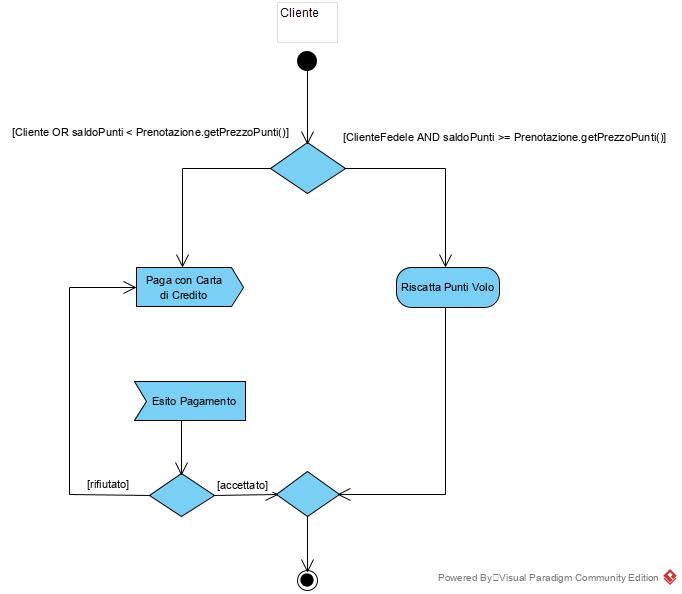 Cliente
[Cliente OR saldoPunti < Prenotazione.getPrezzoPunti()]
[ClienteFedele AND saldoPunti >= Prenotazione.getPrezzoPunti()]
Paga con Carta
di Credito
Riscatta Punti Volo
Esito Pagamento
[rifiutato]
[accettato]
Powered By Visual Paradigm Community Edition